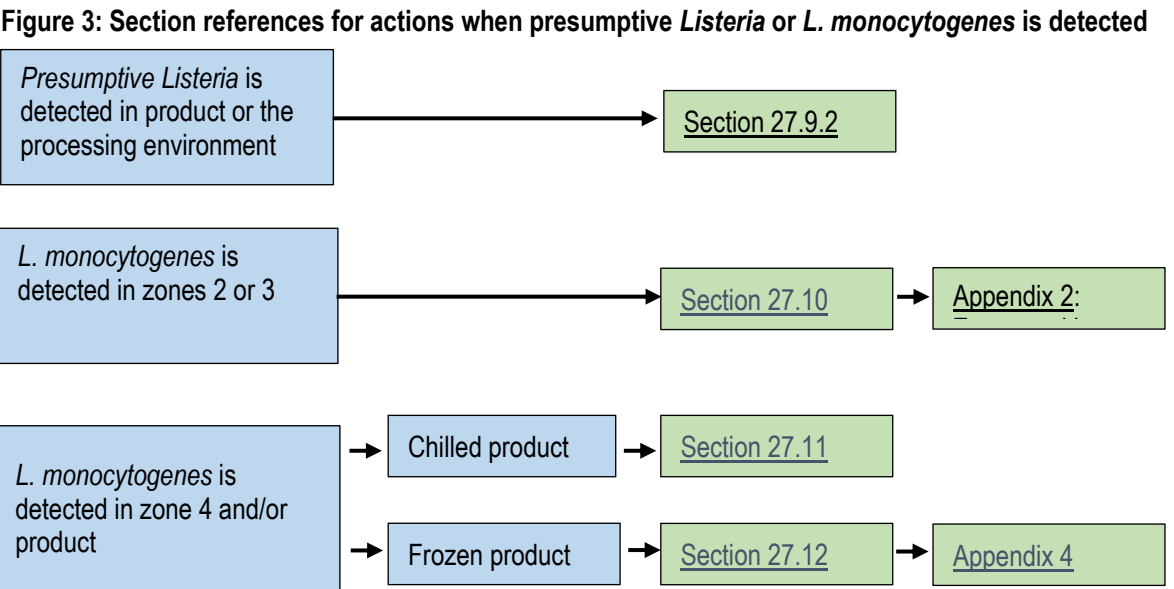 Figure 3: Section references for actions when presumptive Listeria or L. monocytogenes is detected
Presumptive Listeria is
detected in product or the
processing environment
Section 27.9.2
L. monocytogenes is
detected in zones 2 or 3
Section 27.10
Appendix 2:
L. monocytogenes is
detected in zone 4 and/or
product
Chilled product
Section 27.11
Frozen product
Section 27.12
Appendix 4